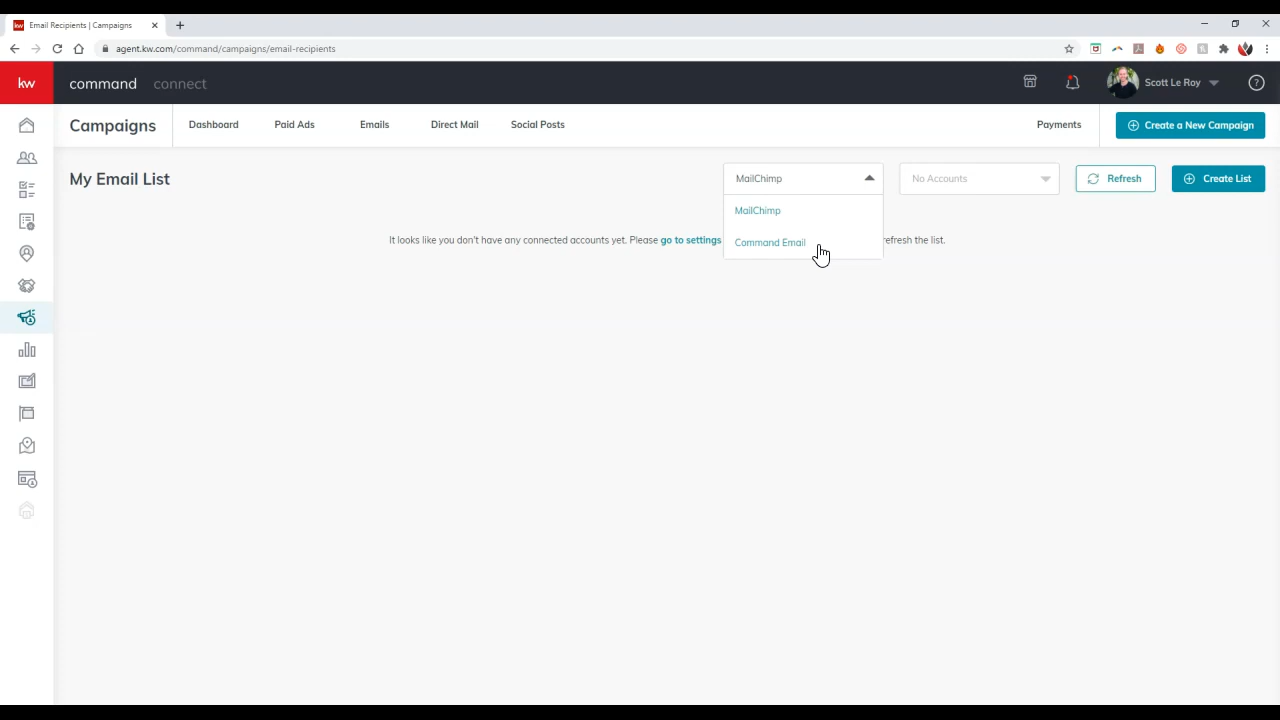 Email Recipients | Campaigns
agent.kw.com/command/campaigns/email-recipients
kw command connect Scott Le Roy
Campaigns Dashboard Paid Ads Emails Direct Mail Social Posts Payments Create a New Campaign
My Email List MailChimp No Accounts Refresh Create List
MailChimp
It looks like you don't have any connected accounts yet. Please go to settings refresh the list.
Command Email